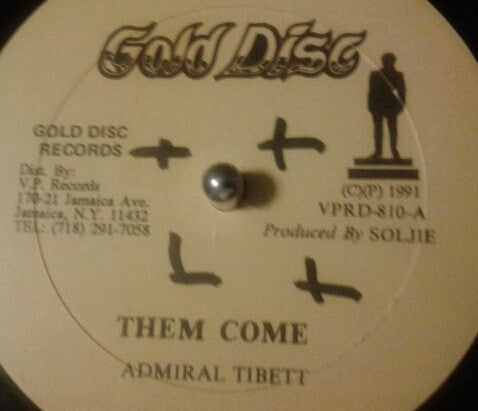 Gold Disc
GOLD DISC
RECORDS
Dist. By:
V.P. Records
170-21 Jamaica Ave.
Jamaica, N.Y. 11432
TEL: (718) 291-7058
(C)(P) 1991
VPRD-810-A
Produced By SOLJIE
THEM COME
ADMIRAL TIBETT